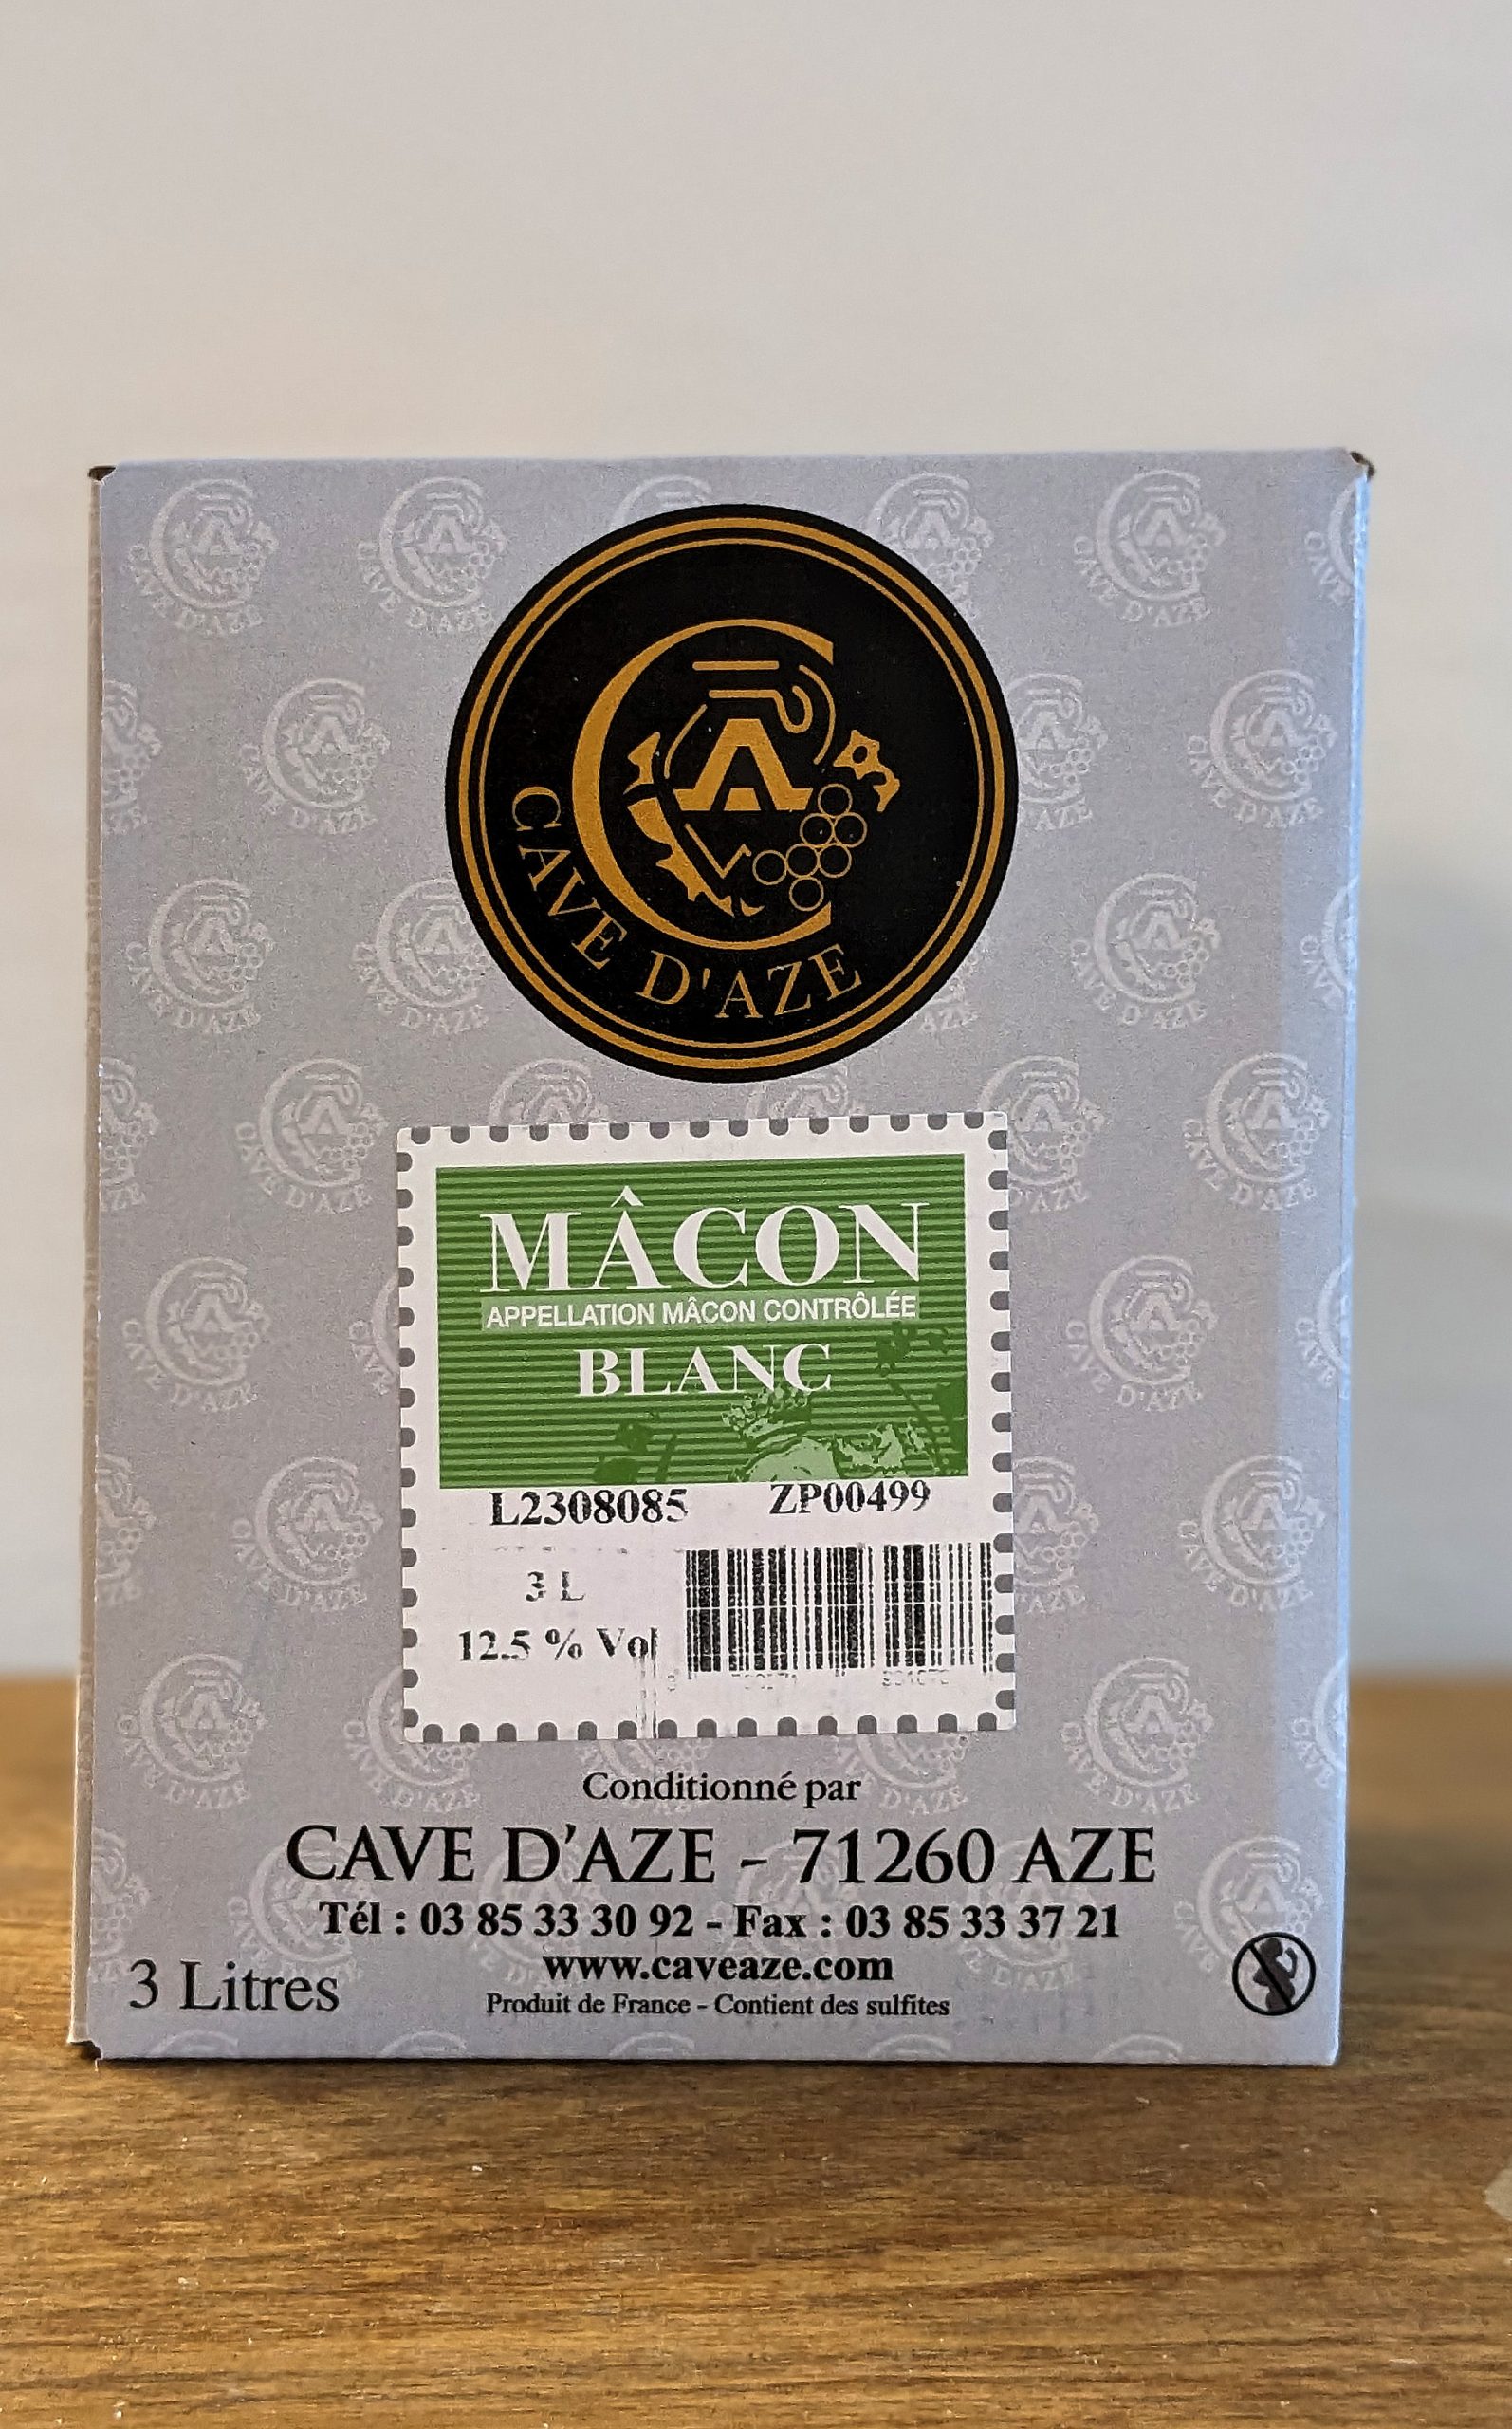 CAVE D'AZE
MÂCON
APPELLATION MÂCON CONTRÔLÉE
BLANC
L2308085 ZP00499
3 L
12.5 % Vol
Conditionné par
CAVE D'AZE - 71260 AZE
Tél : 03 85 33 30 92 - Fax : 03 85 33 37 21
www.caveaze.com
3 Litres
Produit de France - Contient des sulfites